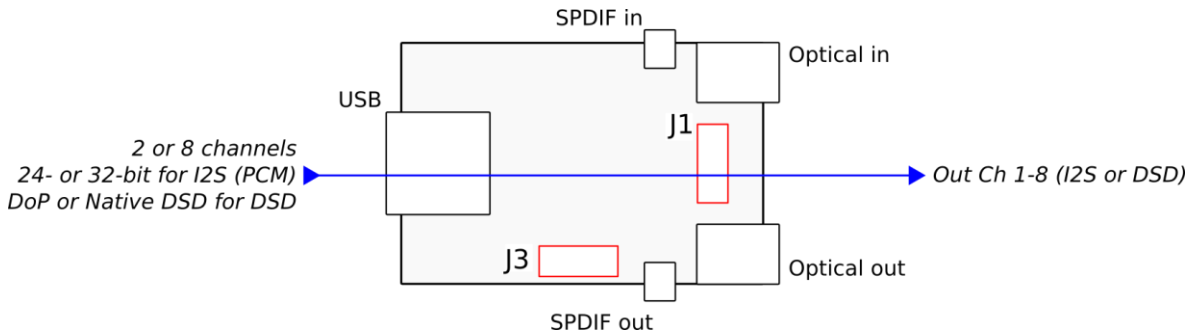 SPDIF in
Optical in
USB
J1
2 or 8 channels
24- or 32-bit for I2S (PCM)
DoP or Native DSD for DSD
Out Ch 1-8 (I2S or DSD)
J3
Optical out
SPDIF out